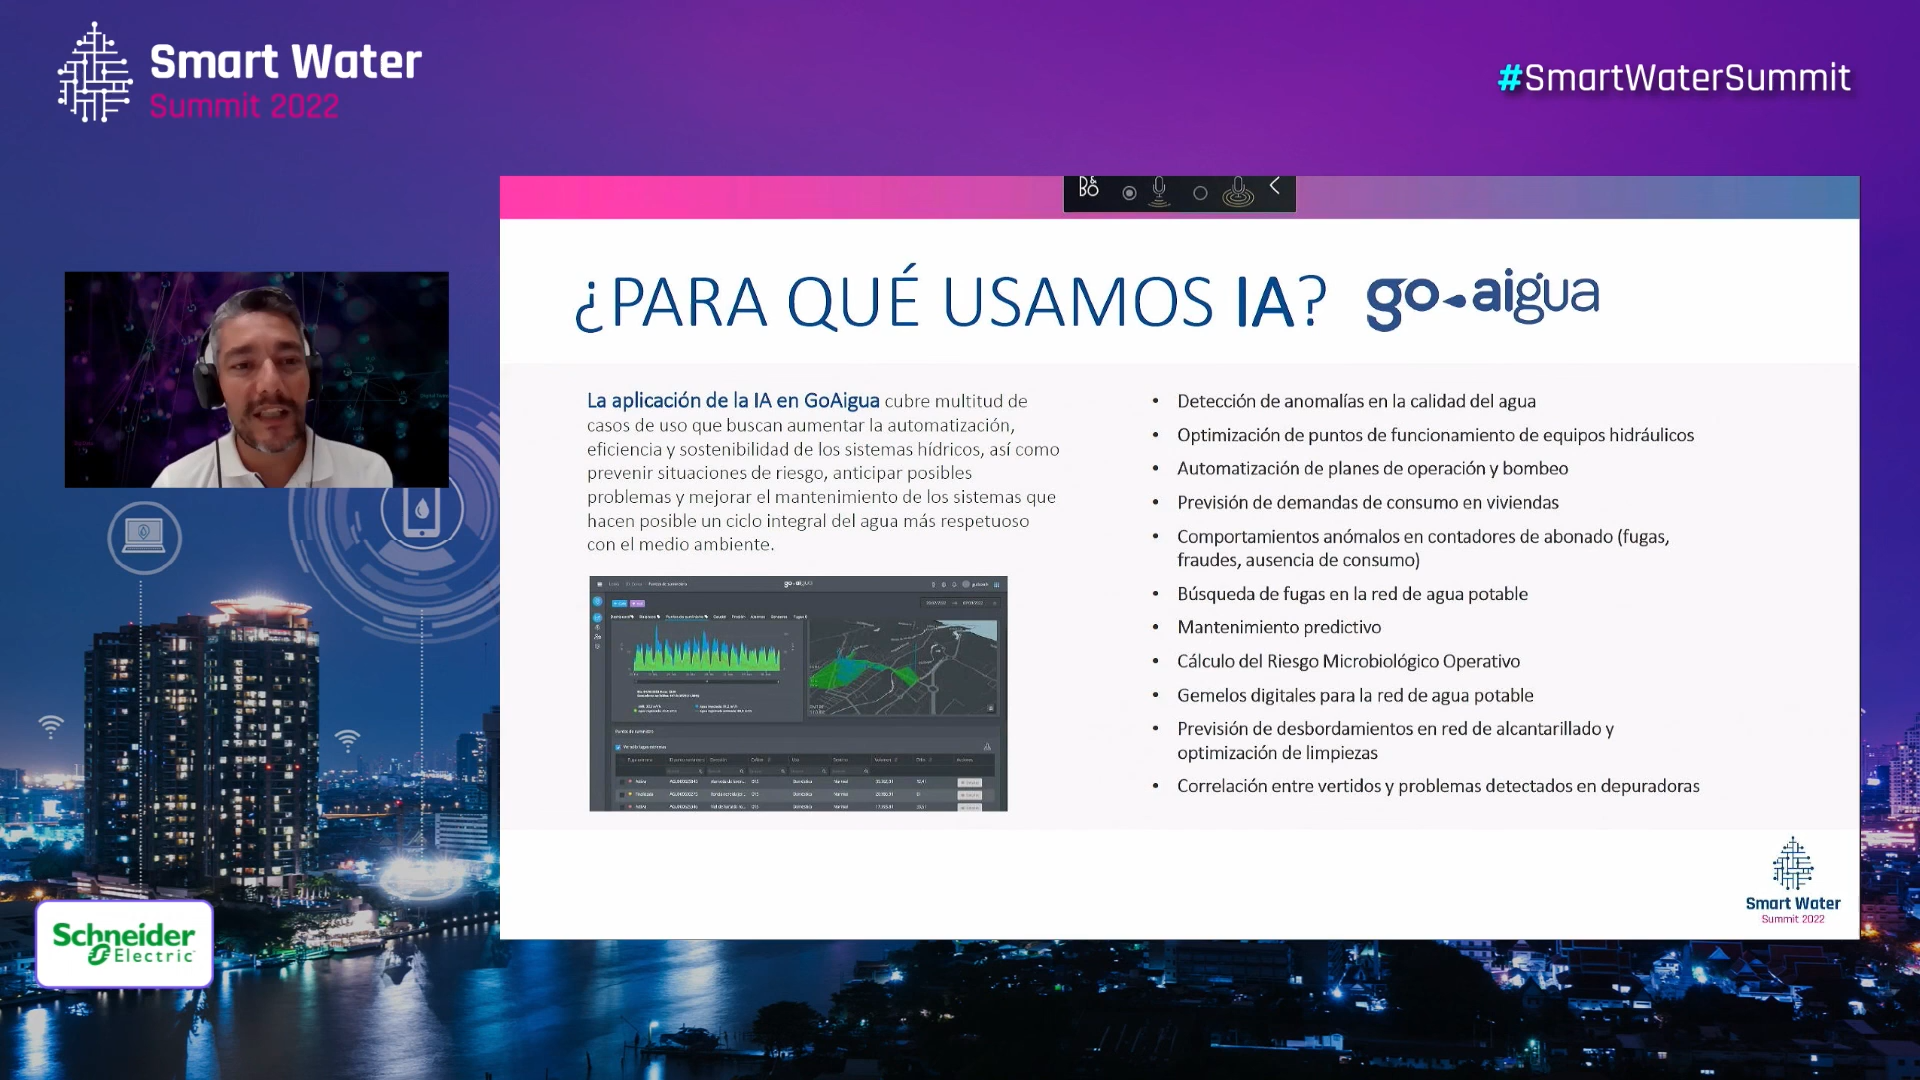 Smart Water
Summit 2022
#SmartWaterSummit
¿PARA QUÉ USAMOS IA?
go-aigua
La aplicación de la IA en GoAigua cubre multitud de
casos de uso que buscan aumentar la automatización,
eficiencia y sostenibilidad de los sistemas hídricos, así como
prevenir situaciones de riesgo, anticipar posibles
problemas y mejorar el mantenimiento de los sistemas que
hacen posible un ciclo integral del agua más respetuoso
con el medio ambiente.
go-aigua
• Detección de anomalías en la calidad del agua
• Optimización de puntos de funcionamiento de equipos hidráulicos
• Automatización de planes de operación y bombeo
• Previsión de demandas de consumo en viviendas
• Comportamientos anómalos en contadores de abonado (fugas,
fraudes, ausencia de consumo)
• Búsqueda de fugas en la red de agua potable
• Mantenimiento predictivo
• Cálculo del Riesgo Microbiológico Operativo
• Gemelos digitales para la red de agua potable
• Previsión de desbordamientos en red de alcantarillado y
optimización de limpiezas
• Correlación entre vertidos y problemas detectados en depuradoras
Smart Water
Summit 2022
Schneider
Electric